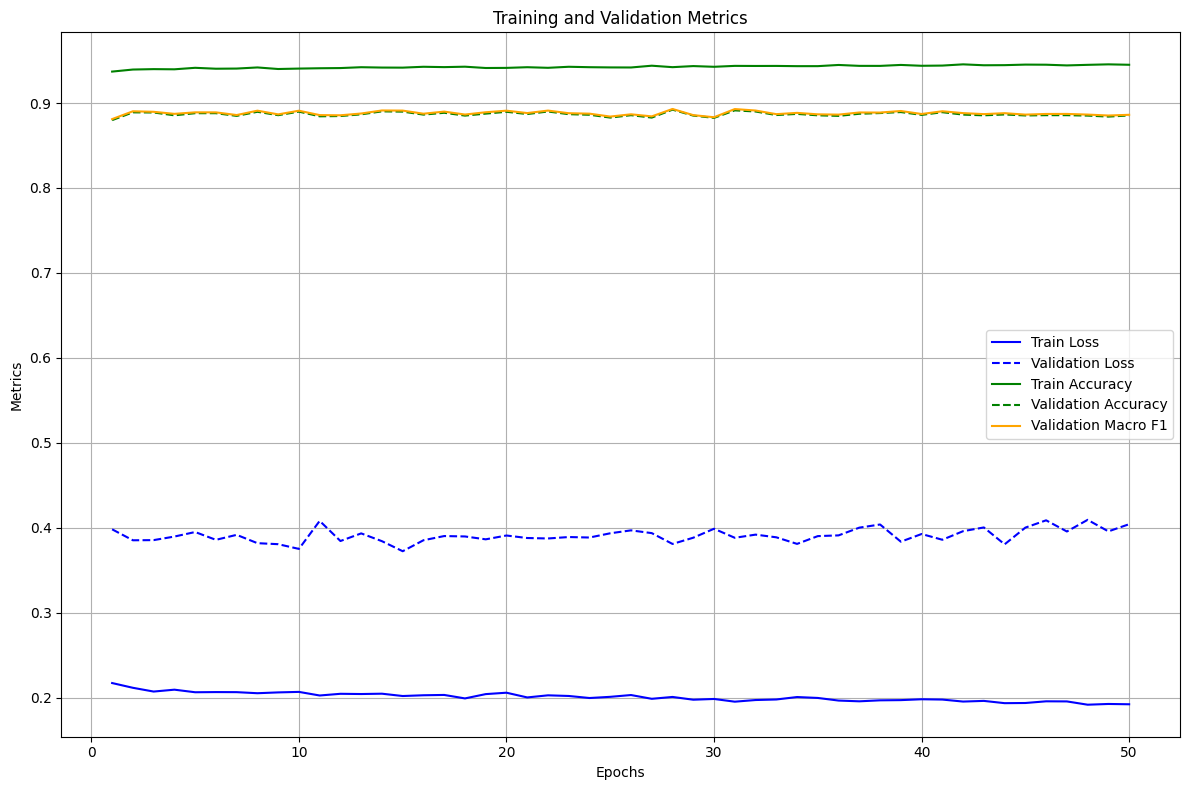 Training and Validation Metrics
Metrics
0.9
0.8
0.7
0.6
0.5
0.4
0.3
0.2
Train Loss
Validation Loss
Train Accuracy
Validation Accuracy
Validation Macro F1
0 10 20 30 40 50
Epochs